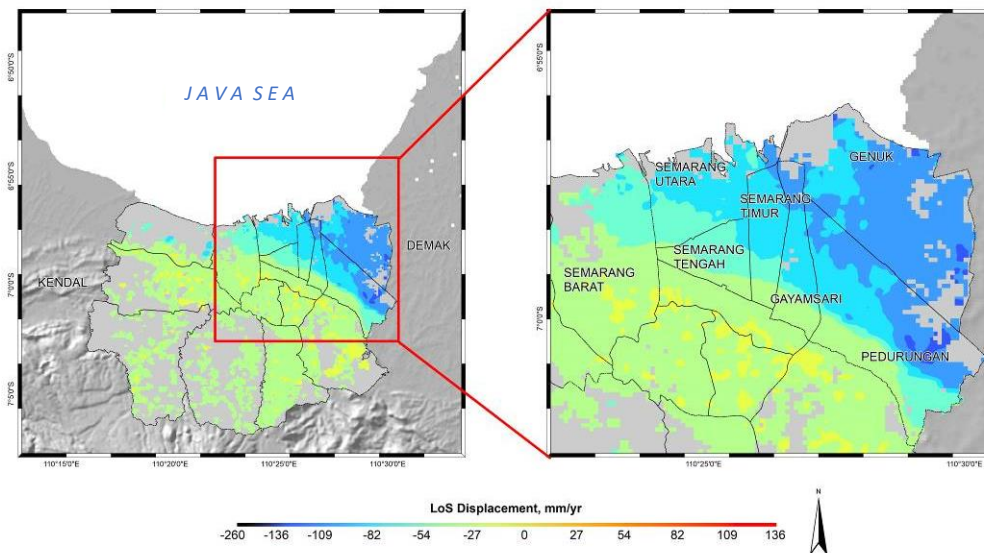 JAVA SEA
KENDAL
DEMAK
6°50'0"S
6°55'0"S
7°0'0"S
7°5'0"S
110°15'0"E
110°20'0"E
110°25'0"E
110°30'0"E
6°55'0"S
7°0'0"S
SEMARANG
UTARA
GENUK
SEMARANG
TIMUR
SEMARANG
TENGAH
SEMARANG
BARAT
GAYAMSARI
PEDURUNGAN
110°25'0"E
110°30'0"E
LoS Displacement, mm/yr
-260 -136 -109 -82 -54 -27 0 27 54 82 109 136
N